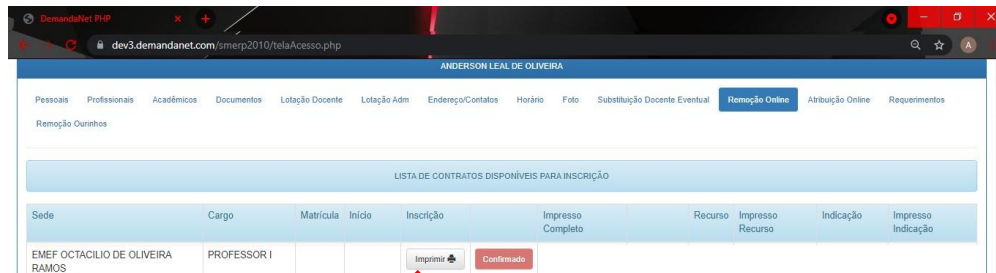 DemandaNet PHP
dev3.demandanet.com/smerp2010/telaAcesso.php
A
ANDERSON LEAL DE OLIVEIRA
Pessoais Profissionais Acadêmicos Documentos Lotação Docente Lotação Adm Endereço/Contatos Horário Foto Substituição Docente Eventual Remoção Online Atribuição Online Requerimentos
Remoção Ourinhos
LISTA DE CONTRATOS DISPONÍVEIS PARA INSCRIÇÃO
Sede Cargo Matrícula Início Inscrição Impresso Recurso Impresso Indicação Impresso
Completo Recurso Indicação
EMEF OCTACILIO DE OLIVEIRA PROFESSOR I Imprimir Confirmado
RAMOS